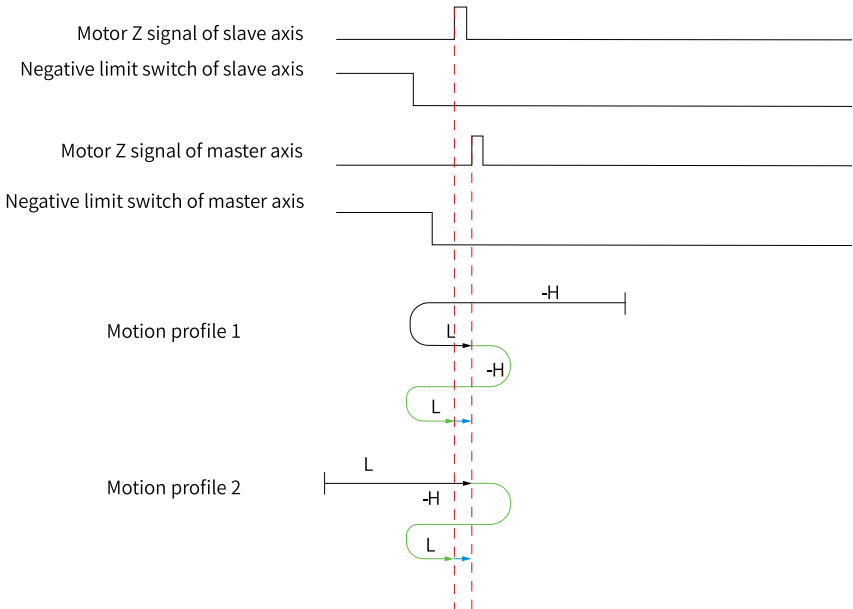 Motor Z signal of slave axis
Negative limit switch of slave axis
Motor Z signal of master axis
Negative limit switch of master axis
-H
Motion profile 1
L
-H
L
L
Motion profile 2
-H
L